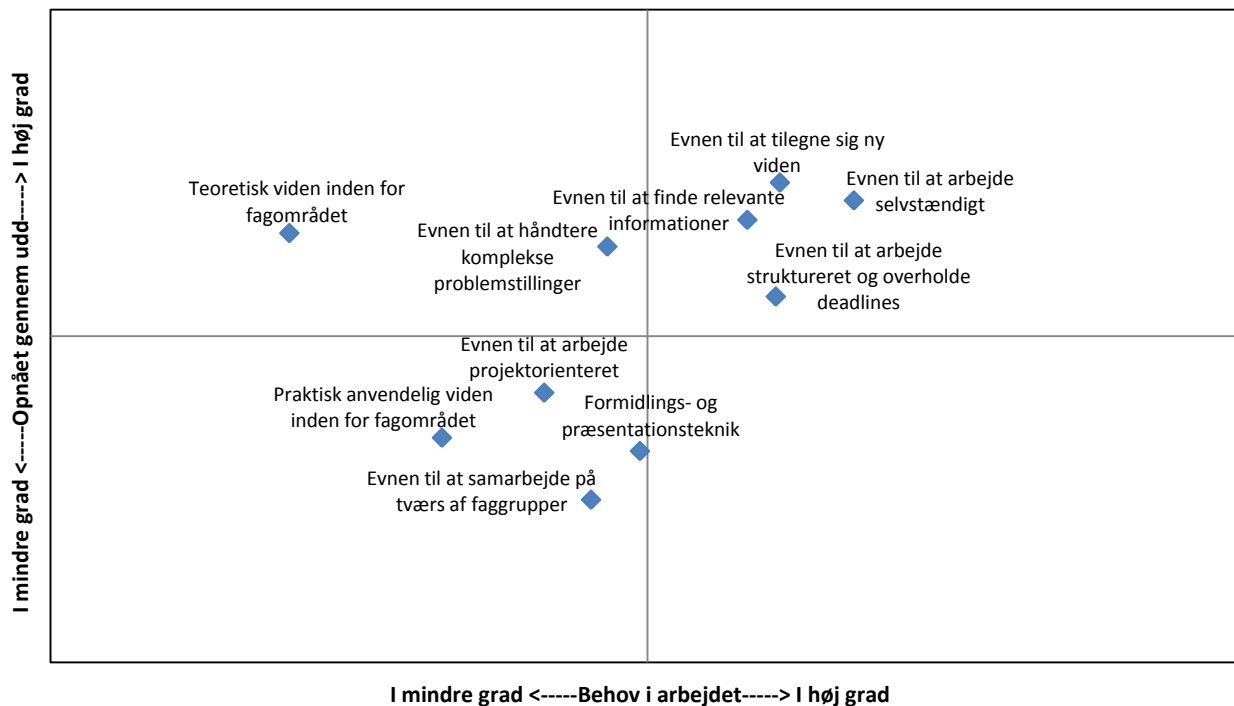 I mindre grad <-----Opnået gennem udd-----> I høj grad
Evnen til at tilegne sig ny
viden
Evnen til at arbejde
selvstændigt
Teoretisk viden inden for
fagområdet
Evnen til at finde relevante
informationer
Evnen til at håndtere
komplekse
problemstillinger
Evnen til at arbejde
struktureret og overholde
deadlines
Evnen til at arbejde
projektorienteret
Praktisk anvendelig viden
inden for fagområdet
Formidlings- og
præsentationsteknik
Evnen til at samarbejde på
tværs af faggrupper
I mindre grad <-----Behov i arbejdet-----> I høj grad